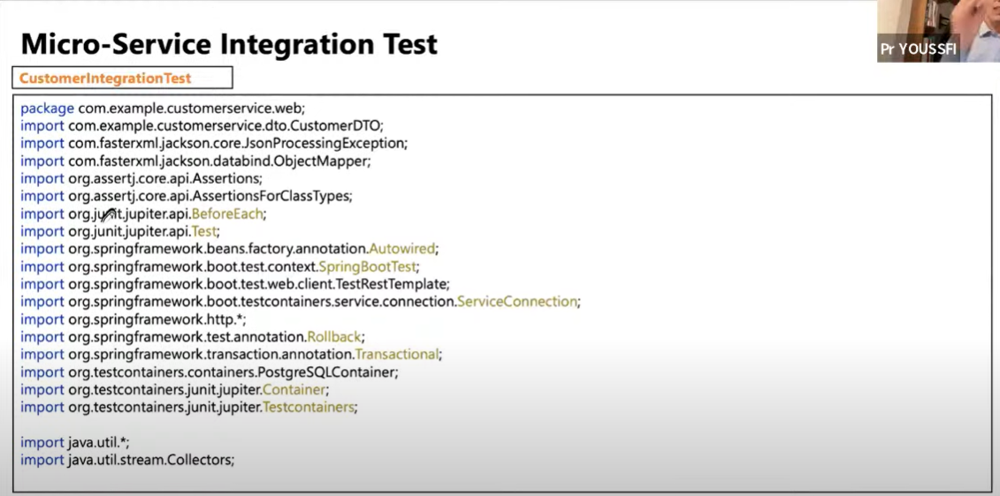 Micro-Service Integration Test
Pr YOUSSFI
CustomerIntegrationTest
package com.example.customerservice.web;
import com.example.customerservice.dto.CustomerDTO;
import com.fasterxml.jackson.core.JsonProcessingException;
import com.fasterxml.jackson.databind.ObjectMapper;
import org.assertj.core.api.Assertions;
import org.assertj.core.api.AssertionsForClassTypes;
import org.junit.jupiter.api.BeforeEach;
import org.junit.jupiter.api.Test;
import org.springframework.beans.factory.annotation.Autowired;
import org.springframework.boot.test.context.SpringBootTest;
import org.springframework.boot.test.web.client.TestRestTemplate;
import org.springframework.boot.testcontainers.service.connection.ServiceConnection;
import org.springframework.http.*;
import org.springframework.test.annotation.Rollback;
import org.springframework.transaction.annotation.Transactional;
import org.testcontainers.containers.PostgreSQLContainer;
import org.testcontainers.junit.jupiter.Container;
import org.testcontainers.junit.jupiter.Testcontainers;
import java.util.*;
import java.util.stream.Collectors;